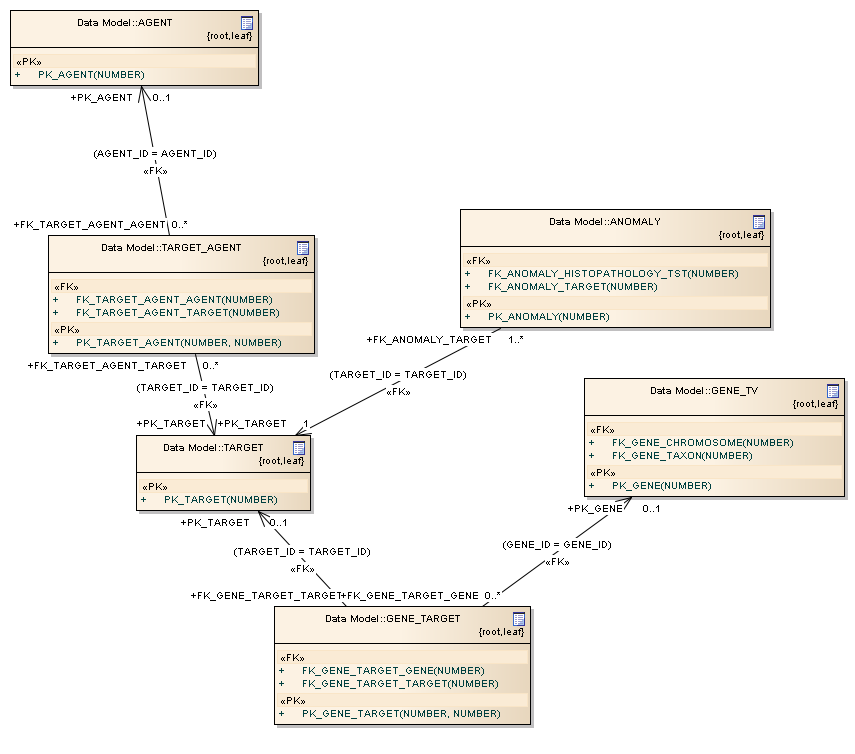 Data Model::AGENT
{root,leaf}
«PK»
+ PK_AGENT(NUMBER)
+PK_AGENT 0..1
(AGENT_ID = AGENT_ID)
«FK»
+FK_TARGET_AGENT_AGENT 0..*
Data Model::TARGET_AGENT
{root,leaf}
«FK»
+ FK_TARGET_AGENT_AGENT(NUMBER)
+ FK_TARGET_AGENT_TARGET(NUMBER)
«PK»
+ PK_TARGET_AGENT(NUMBER, NUMBER)
+FK_TARGET_AGENT_TARGET 0..*
(TARGET_ID = TARGET_ID)
«FK»
+PK_TARGET +PK_TARGET 1
Data Model::ANOMALY
{root,leaf}
«FK»
+ FK_ANOMALY_HISTOPATHOLOGY_TST(NUMBER)
+ FK_ANOMALY_TARGET(NUMBER)
«PK»
+ PK_ANOMALY(NUMBER)
+FK_ANOMALY_TARGET 1..*
(TARGET_ID = TARGET_ID)
«FK»
Data Model::GENE_TV
{root,leaf}
«FK»
+ FK_GENE_CHROMOSOME(NUMBER)
+ FK_GENE_TAXON(NUMBER)
«PK»
+ PK_GENE(NUMBER)
+PK_GENE 0..1
(GENE_ID = GENE_ID)
«FK»
Data Model::TARGET
{root,leaf}
«PK»
+ PK_TARGET(NUMBER)
+PK_TARGET 0..1
(TARGET_ID = TARGET_ID)
«FK»
+FK_GENE_TARGET_TARGET +FK_GENE_TARGET_GENE 0..*
Data Model::GENE_TARGET
{root,leaf}
«FK»
+ FK_GENE_TARGET_GENE(NUMBER)
+ FK_GENE_TARGET_TARGET(NUMBER)
«PK»
+ PK_GENE_TARGET(NUMBER, NUMBER)